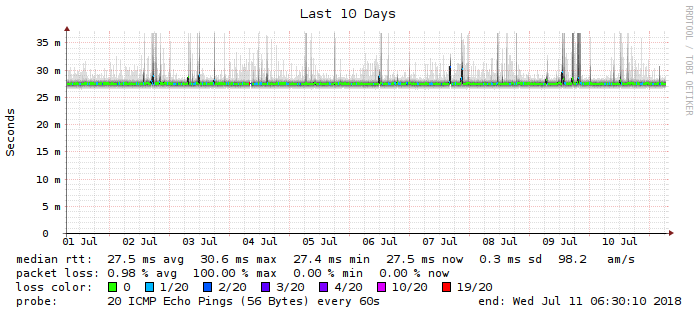 Last 10 Days
RRDTOOL / TOBI OETIKER
Seconds
35 m
30 m
25 m
20 m
15 m
10 m
5 m
0
01 Jul 02 Jul 03 Jul 04 Jul 05 Jul 06 Jul 07 Jul 08 Jul 09 Jul 10 Jul
median rtt: 27.5 ms avg 30.6 ms max 27.4 ms min 27.5 ms now 0.3 ms sd 98.2 am/s
packet loss: 0.98 % avg 100.00 % max 0.00 % min 0.00 % now
loss color: 0 1/20 2/20 3/20 4/20 10/20 19/20
probe: 20 ICMP Echo Pings (56 Bytes) every 60s end: Wed Jul 11 06:30:10 2018